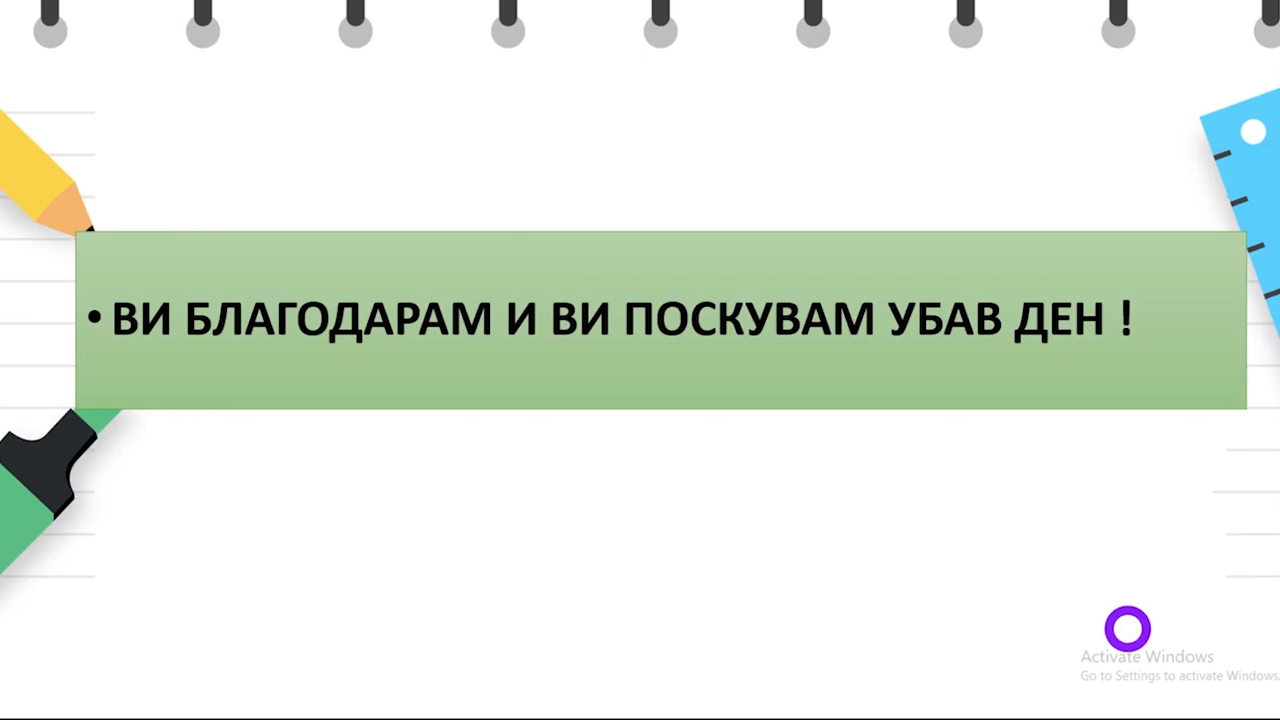 • ВИ БЛАГОДАРАМ И ВИ ПОСКУВАМ УБАВ ДЕН !
Activate Windows
Go to Settings to activate Windows.